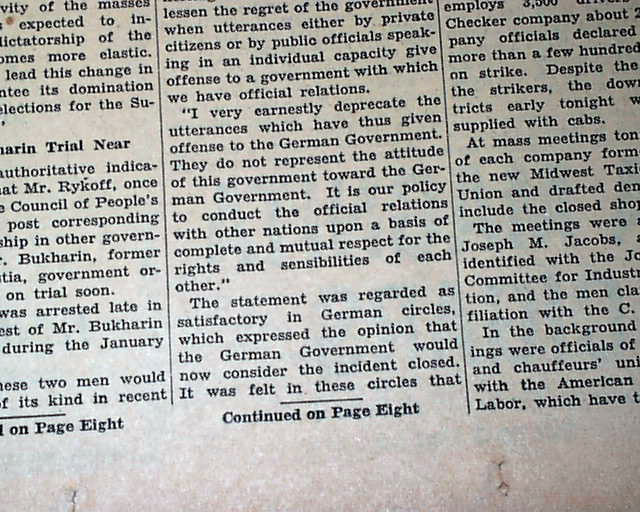 vity of the masses
expected to in-
dictatorship of the
omes more elastic.
lead this change in
ntee its domination
elections for the Su-
harin Trial Near
authoritative indica-
at Mr. Rykoff, once
Council of People's
post corresponding
ship in other govern-
Bukharin, former
tia, government or-
on trial soon.
was arrested late in
est of Mr. Bukharin
during the January
hese two men would
of its kind in recent
on Page Eight
lessen the regret of the government
when utterances either by private
citizens or by public officials speak-
ing in an individual capacity give
offense to a government with which
we have official relations.
"I very earnestly deprecate the
utterances which have thus given
offense to the German Government.
They do not represent the attitude
of this government toward the Ger-
man Government. It is our policy
to conduct the official relations
with other nations upon a basis of
complete and mutual respect for the
rights and sensibilities of each
other."
The statement was regarded as
satisfactory in German circles,
which expressed the opinion that
the German Government would
now consider the incident closed.
It was felt in these circles that
Continued on Page Eight
employs 3,500 drivers
Checker company about 2
pany officials declared
more than a few hundred
on strike. Despite the
the strikers, the dow
tricts early tonight w
supplied with cabs.
At mass meetings ton
of each company form
the new Midwest Taxi
Union and drafted den
include the closed sho
The meetings were a
Joseph M. Jacobs,
identified with the Jo
Committee for Industr
tion, and the men cla
filiation with the C.
In the background
ings were officials of
and chauffeurs' uni
with the American
Labor, which have t